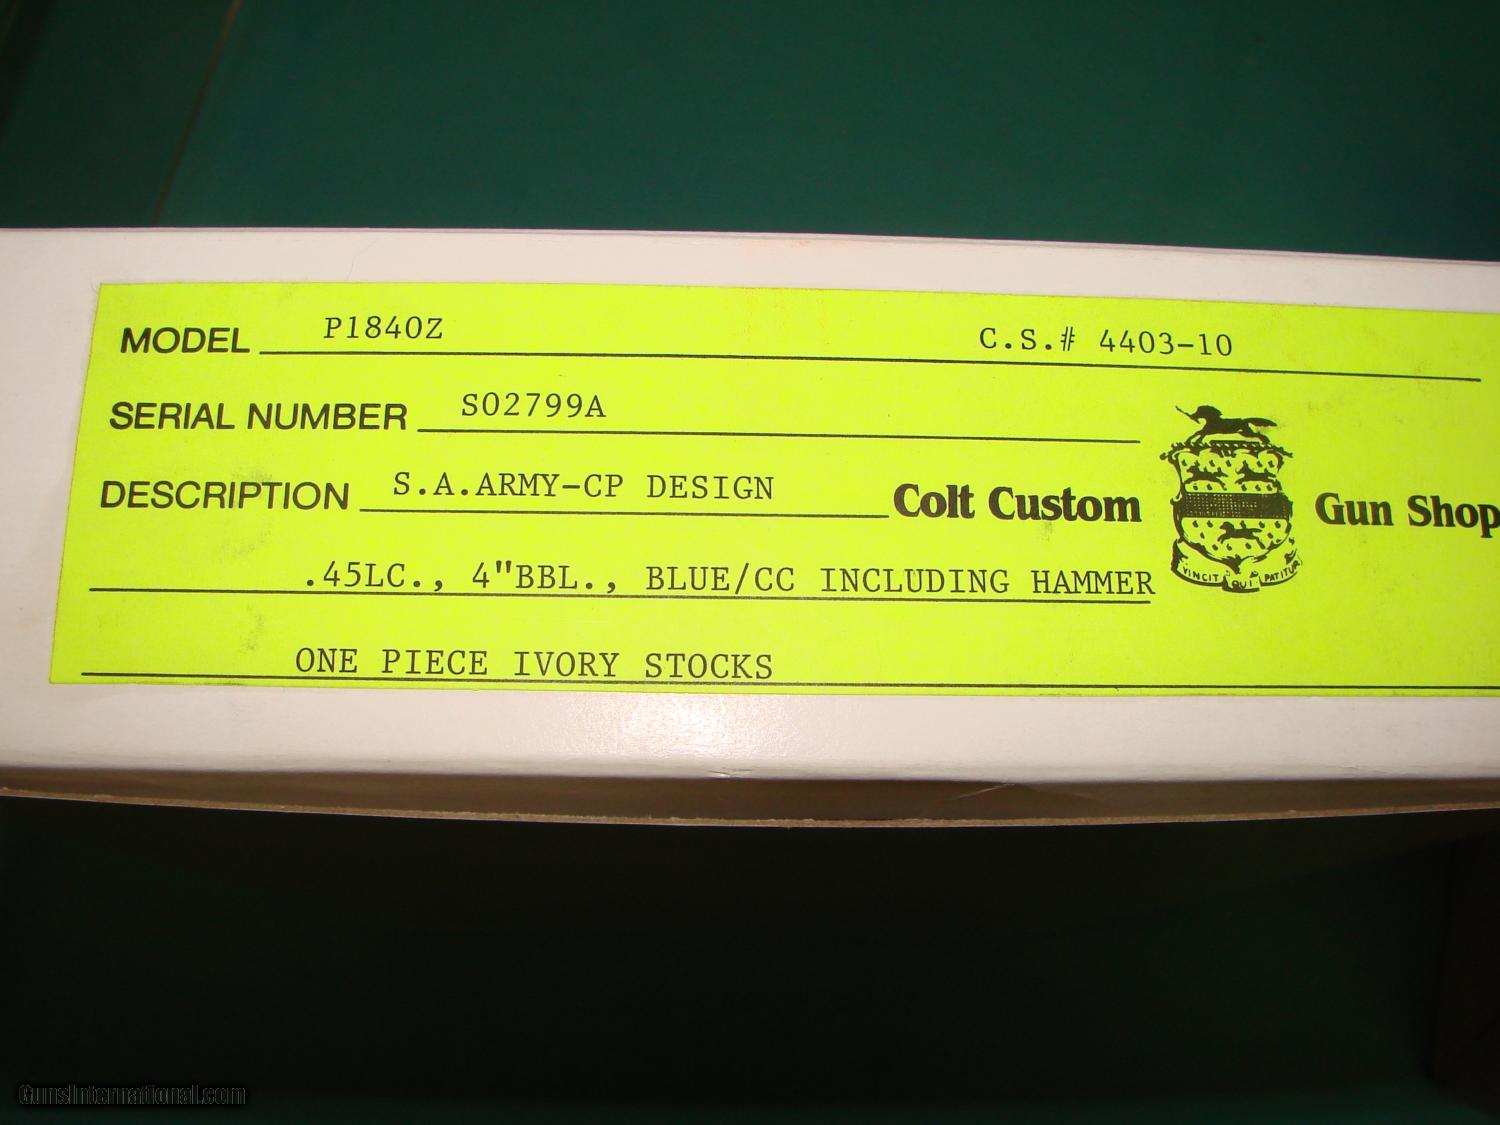 MODEL P1840Z C.S.# 4403-10
SERIAL NUMBER S02799A
DESCRIPTION S.A.ARMY-CP DESIGN Colt Custom Gun Shop
VINCIT QUI PATITUR
.45LC., 4"BBL., BLUE/CC INCLUDING HAMMER
ONE PIECE IVORY STOCKS
GunsInternational.com